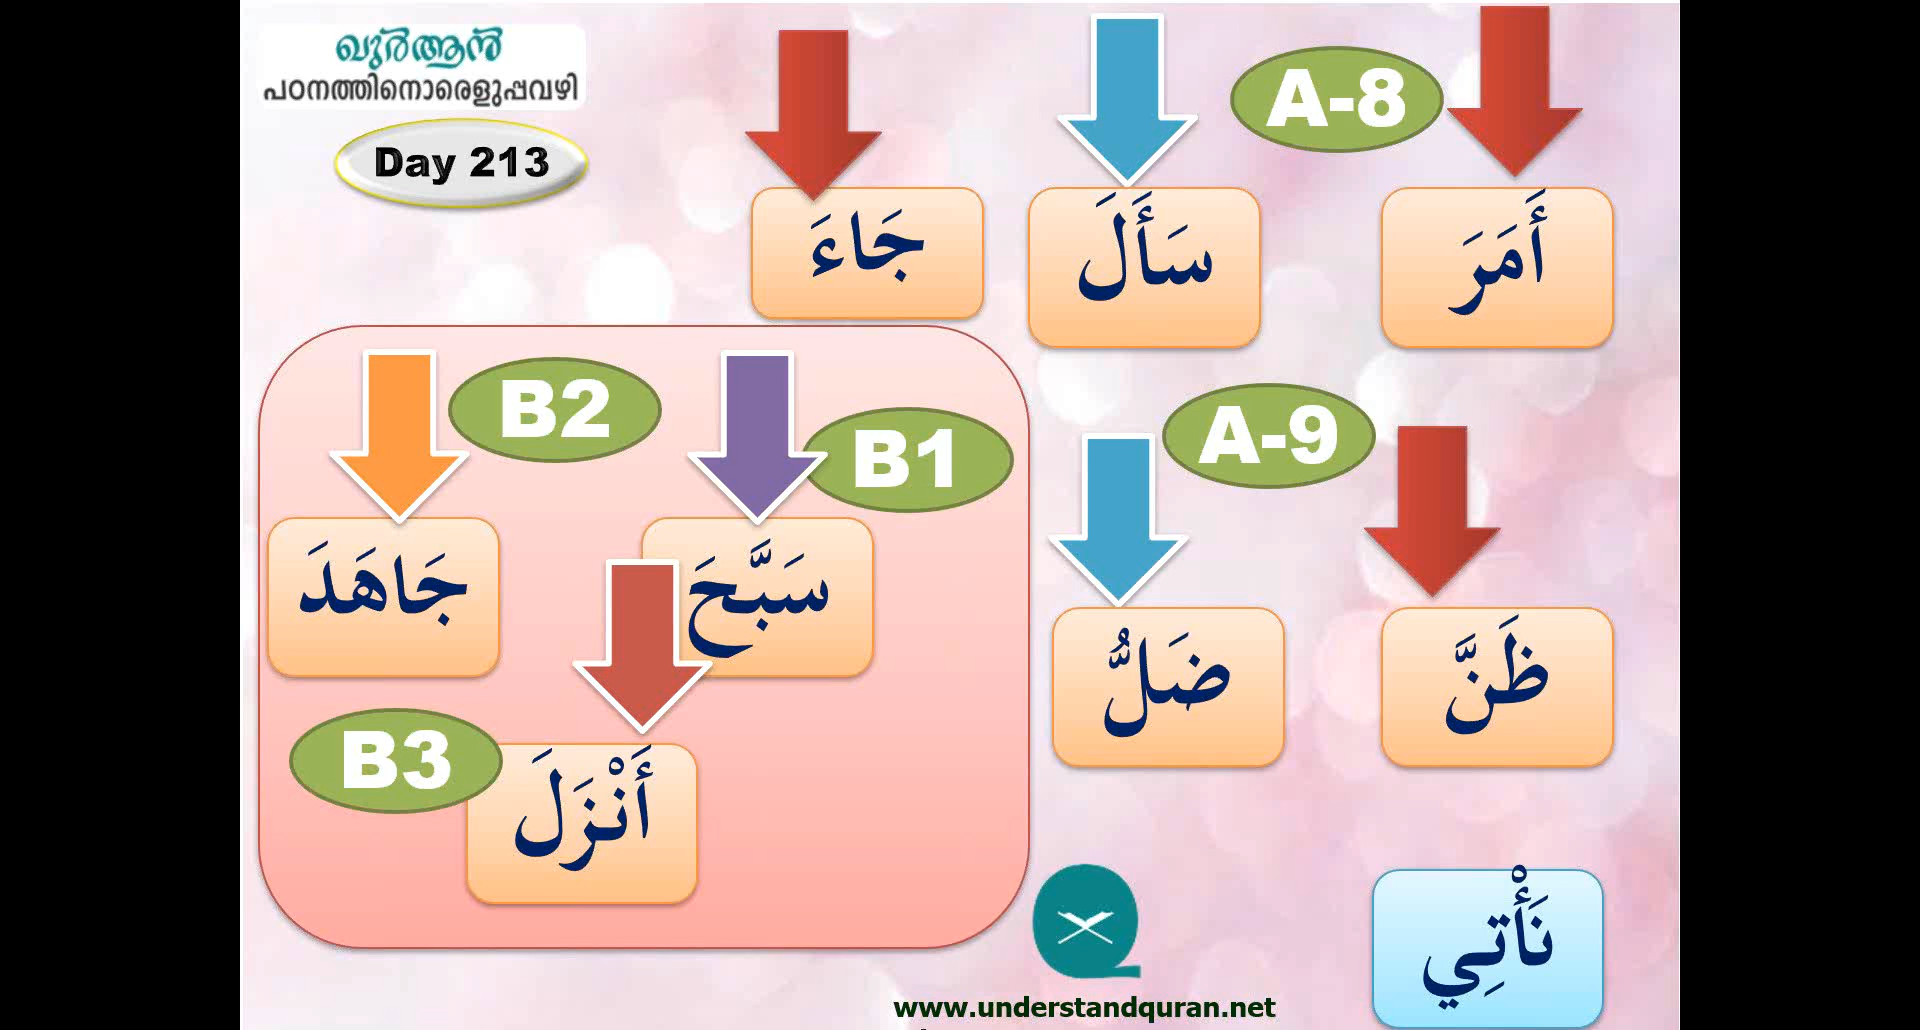 ഖുർആൻ
പഠനത്തിനൊരെളുപ്പവഴി
Day 213
A-8
أَمَرَ
سَأَلَ
جَاءَ
A-9
ظَنَّ
ضَلُّ
B1
سَبَّحَ
B2
جَاهَدَ
B3
أَنْزَلَ
نَأْتِي
www.understandquran.net